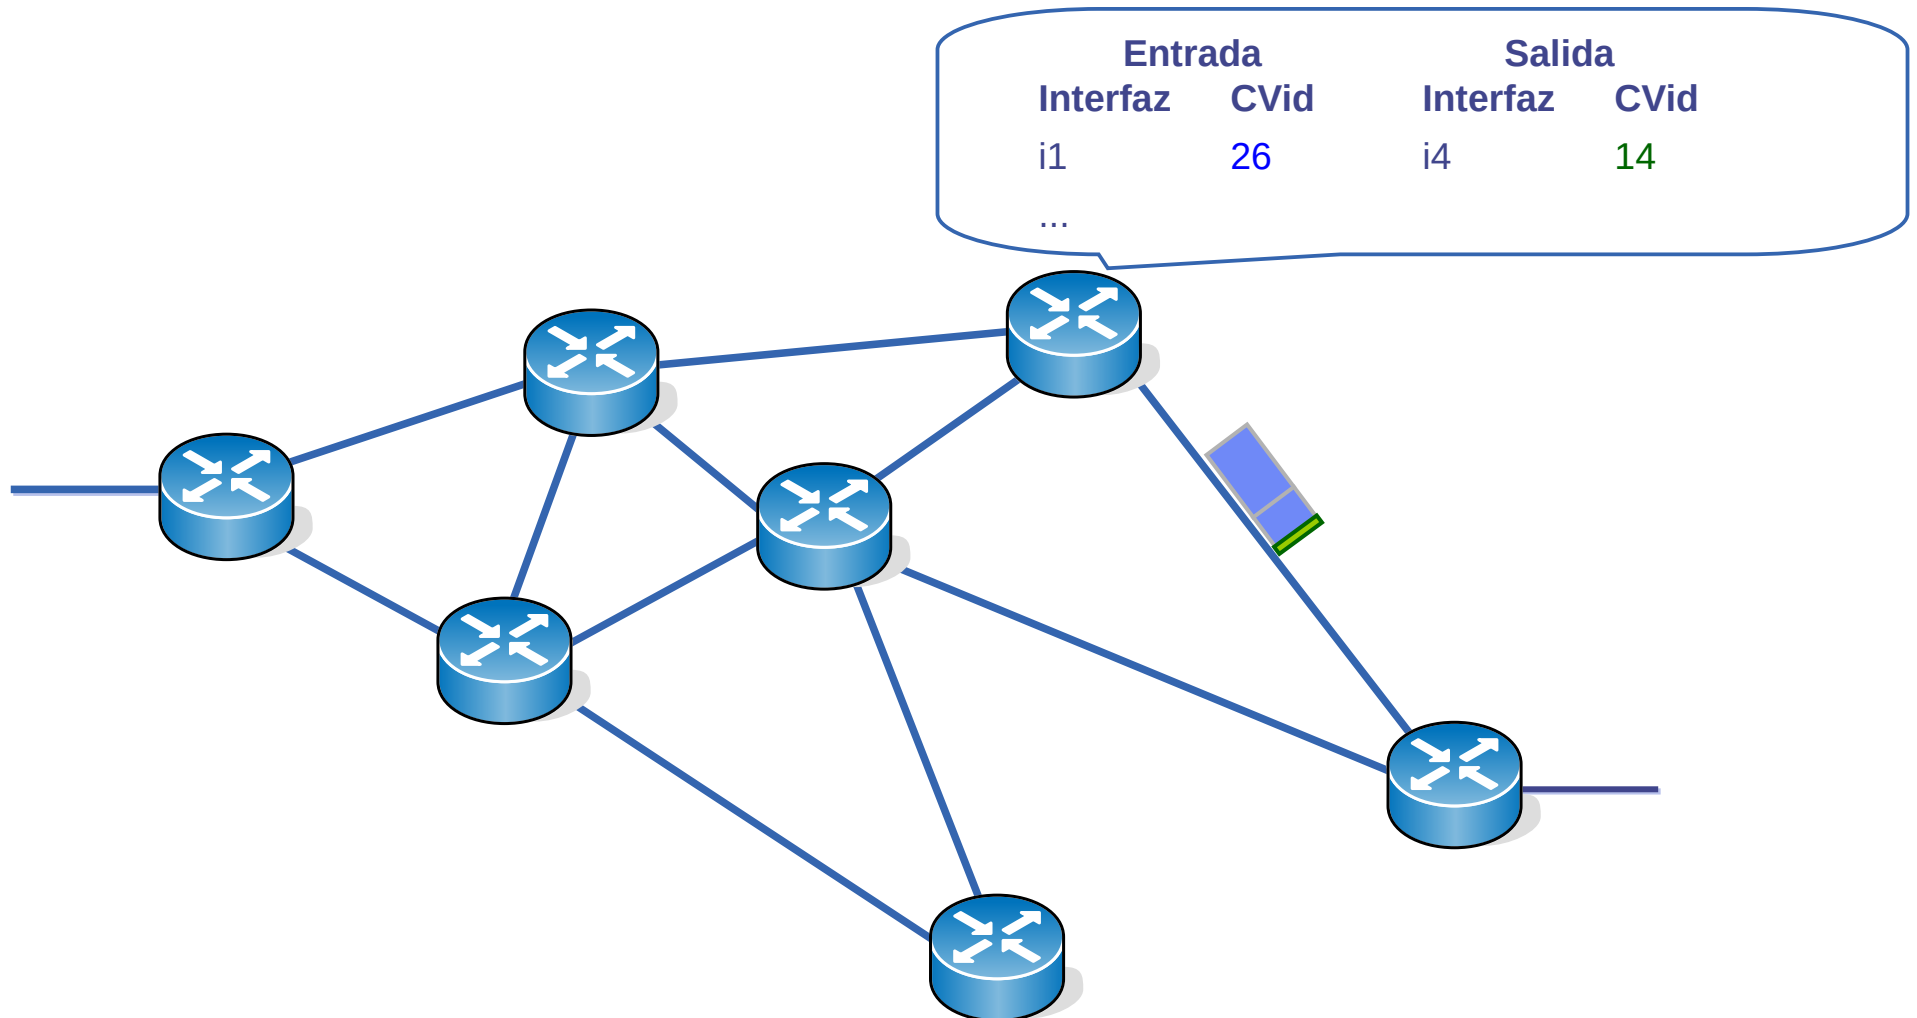 Entrada Salida
Interfaz CVid Interfaz CVid
i1 26 i4 14
...